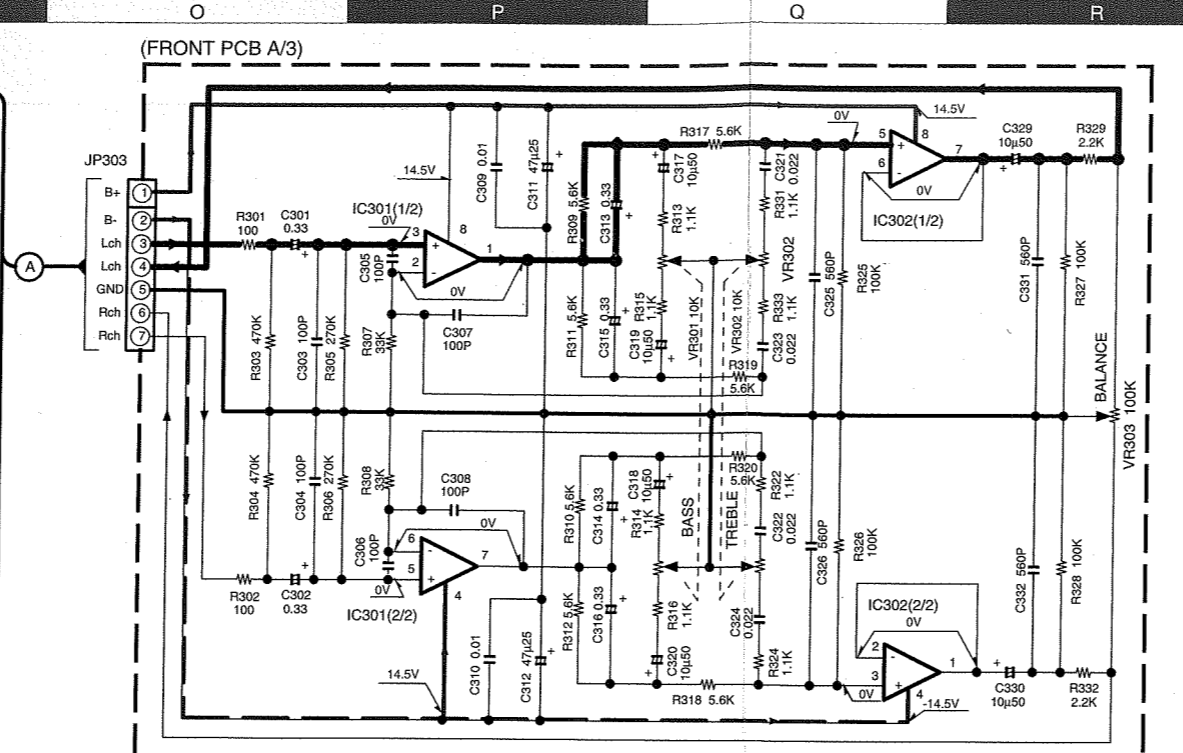 O P Q R
(FRONT PCB A/3)
JP303
B+ 1
B- 2
Lch 3
Lch 4
GND 5
Rch 6
Rch 7
A
R301
100
C301
0.33
+
IC301(1/2)
0V
14.5V
3
2
8
1
+
-
0V
C305
100P
C307
100P
R307
33K
R303 470K
C303 100P
R305 270K
C309 0.01
C311 47µ25
+
R309 5.6K
C313 0.33
+
R311 5.6K
C315 0.33
+
C317
10µ50
+
R313
1.1K
R315
1.1K
C319
10µ50
+
R317 5.6K
VR301 10K
VR302 10K
C321
0.022
R331
1.1K
VR302
R333
1.1K
C323
0.022
R319
5.6K
C325 560P
R325
100K
0V
14.5V
5
6
8
7
+
-
0V
IC302(1/2)
C329
10µ50
+
R329
2.2K
C331 560P
R327 100K
BALANCE
VR303 100K
R304 470K
C304 100P
R306 270K
R308
33K
C308
100P
C306
100P
0V
6
5
7
4
-
+
0V
IC301(2/2)
R302
100
C302
0.33
+
14.5V
C310 0.01
C312 47µ25
+
R310 5.6K
C314 0.33
+
R312 5.6K
C316 0.33
+
C318
10µ50
+
R314
1.1K
R316
1.1K
C320
10µ50
+
BASS
TREBLE
R320
5.6K
R322
1.1K
C322
0.022
C324
0.022
R324
1.1K
R318 5.6K
C326 560P
R326
100K
IC302(2/2)
0V
2
3
1
4
-
+
0V
-14.5V
C330
10µ50
+
R332
2.2K
C332 560P
R328 100K